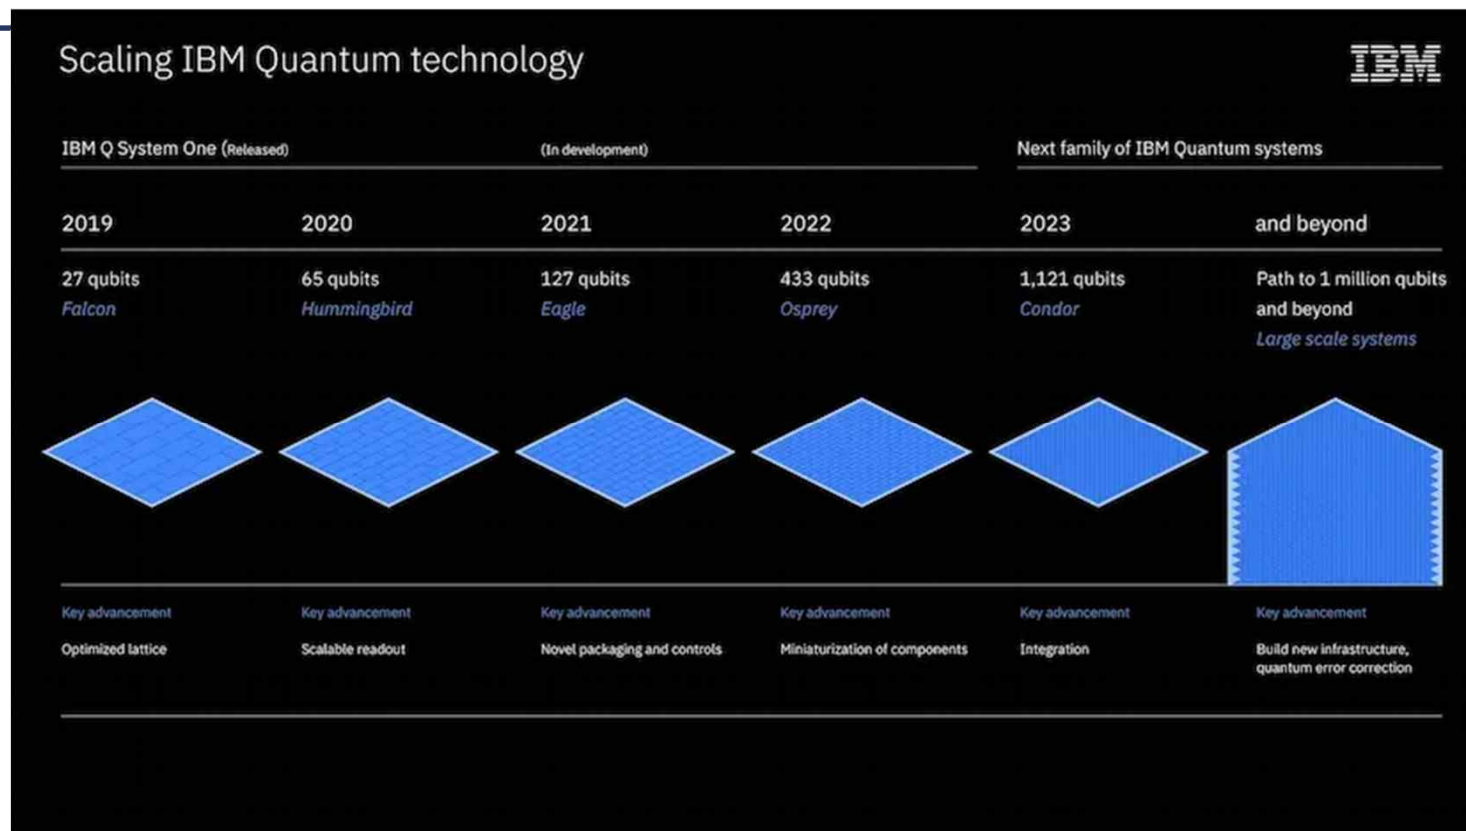 Scaling IBM Quantum technology
IBM
IBM Q System One (Released)
(In development)
Next family of IBM Quantum systems
2019
2020
2021
2022
2023
and beyond
27 qubits
Falcon
65 qubits
Hummingbird
127 qubits
Eagle
433 qubits
Osprey
1,121 qubits
Condor
Path to 1 million qubits
and beyond
Large scale systems
Key advancement
Optimized lattice
Key advancement
Scalable readout
Key advancement
Novel packaging and controls
Key advancement
Miniaturization of components
Key advancement
Integration
Key advancement
Build new infrastructure,
quantum error correction